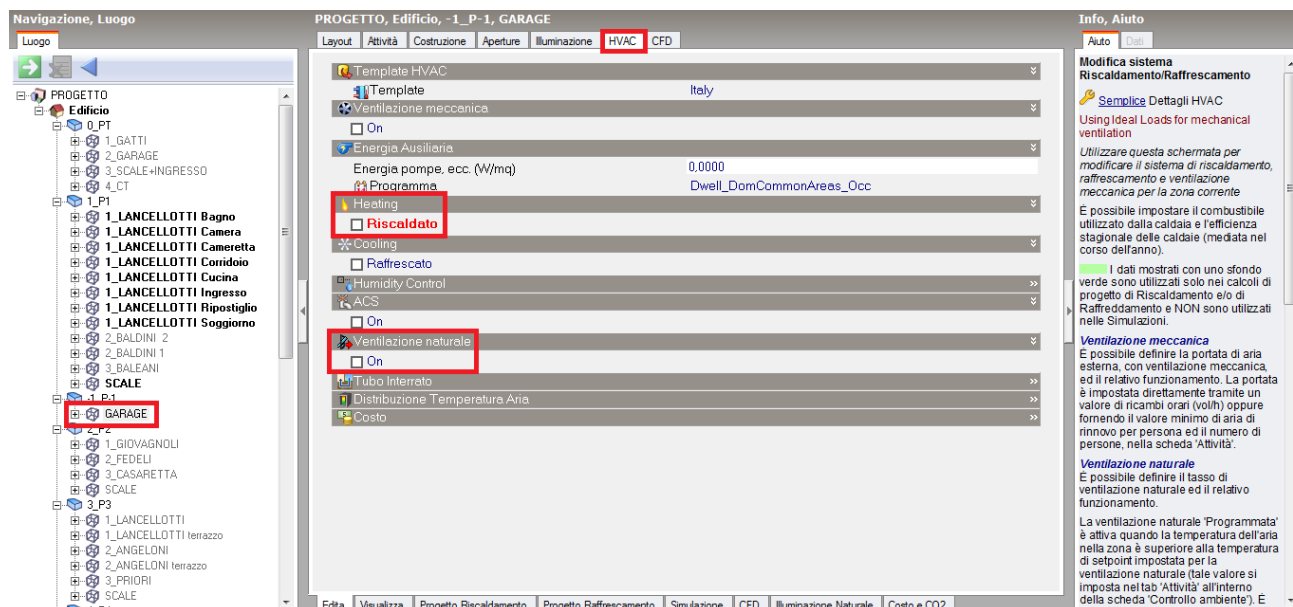 Navigazione, Luogo
Luogo
PROGETTO
Edificio
0_PT
1_GATTI
2_GARAGE
3_SCALE+INGRESSO
4_CT
1_P1
1_LANCELLOTTI Bagno
1_LANCELLOTTI Camera
1_LANCELLOTTI Cameretta
1_LANCELLOTTI Corridoio
1_LANCELLOTTI Cucina
1_LANCELLOTTI Ingresso
1_LANCELLOTTI Ripostiglio
1_LANCELLOTTI Soggiorno
2_BALDINI 2
2_BALDINI 1
3_BALEANI
SCALE
-1_P-1
GARAGE
2_P2
1_GIOVAGNOLI
2_FEDELI
3_CASARETTA
SCALE
3_P3
1_LANCELLOTTI
1_LANCELLOTTI terrazzo
2_ANGELONI
2_ANGELONI terrazzo
3_PRIORI
SCALE
PROGETTO, Edificio, -1_P-1, GARAGE
Layout Attività Costruzione Aperture Illuminazione HVAC CFD
Template HVAC
Template Italy
Ventilazione meccanica
On
Energia Ausiliaria
Energia pompe, ecc. (W/mq) 0,0000
Programma Dwell_DomCommonAreas_Occ
Heating
Riscaldato
Cooling
Raffrescato
Humidity Control
ACS
On
Ventilazione naturale
On
Tubo Interrato
Distribuzione Temperatura Aria
Costo
Edita Visualizza Progetto Riscaldamento Progetto Raffrescamento Simulazione CFD Illuminazione Naturale Costo e CO2
Info, Aiuto
Aiuto Dati
Modifica sistema
Riscaldamento/Raffrescamento
Semplice Dettagli HVAC
Using Ideal Loads for mechanical
ventilation
Utilizzare questa schermata per
modificare il sistema di riscaldamento,
raffrescamento e ventilazione
meccanica per la zona corrente
È possibile impostare il combustibile
utilizzato dalla caldaia e l'efficienza
stagionale delle caldaie (mediata nel
corso dell'anno).
I dati mostrati con uno sfondo
verde sono utilizzati solo nei calcoli di
progetto di Riscaldamento e/o di
Raffreddamento e NON sono utilizzati
nelle Simulazioni.
Ventilazione meccanica
È possibile definire la portata di aria
esterna, con ventilazione meccanica,
ed il relativo funzionamento. La portata
è impostata direttamente tramite un
valore di ricambi orari (vol/h) oppure
fornendo il valore minimo di aria di
rinnovo per persona ed il numero di
persone, nella scheda 'Attività'.
Ventilazione naturale
È possibile definire il tasso di
ventilazione naturale ed il relativo
funzionamento.
La ventilazione naturale 'Programmata'
è attiva quando la temperatura dell'aria
nella zona è superiore alla temperatura
di setpoint impostata per la
ventilazione naturale (tale valore si
imposta nel tab 'Attività' all'interno
della scheda 'Controllo ambiente'). È